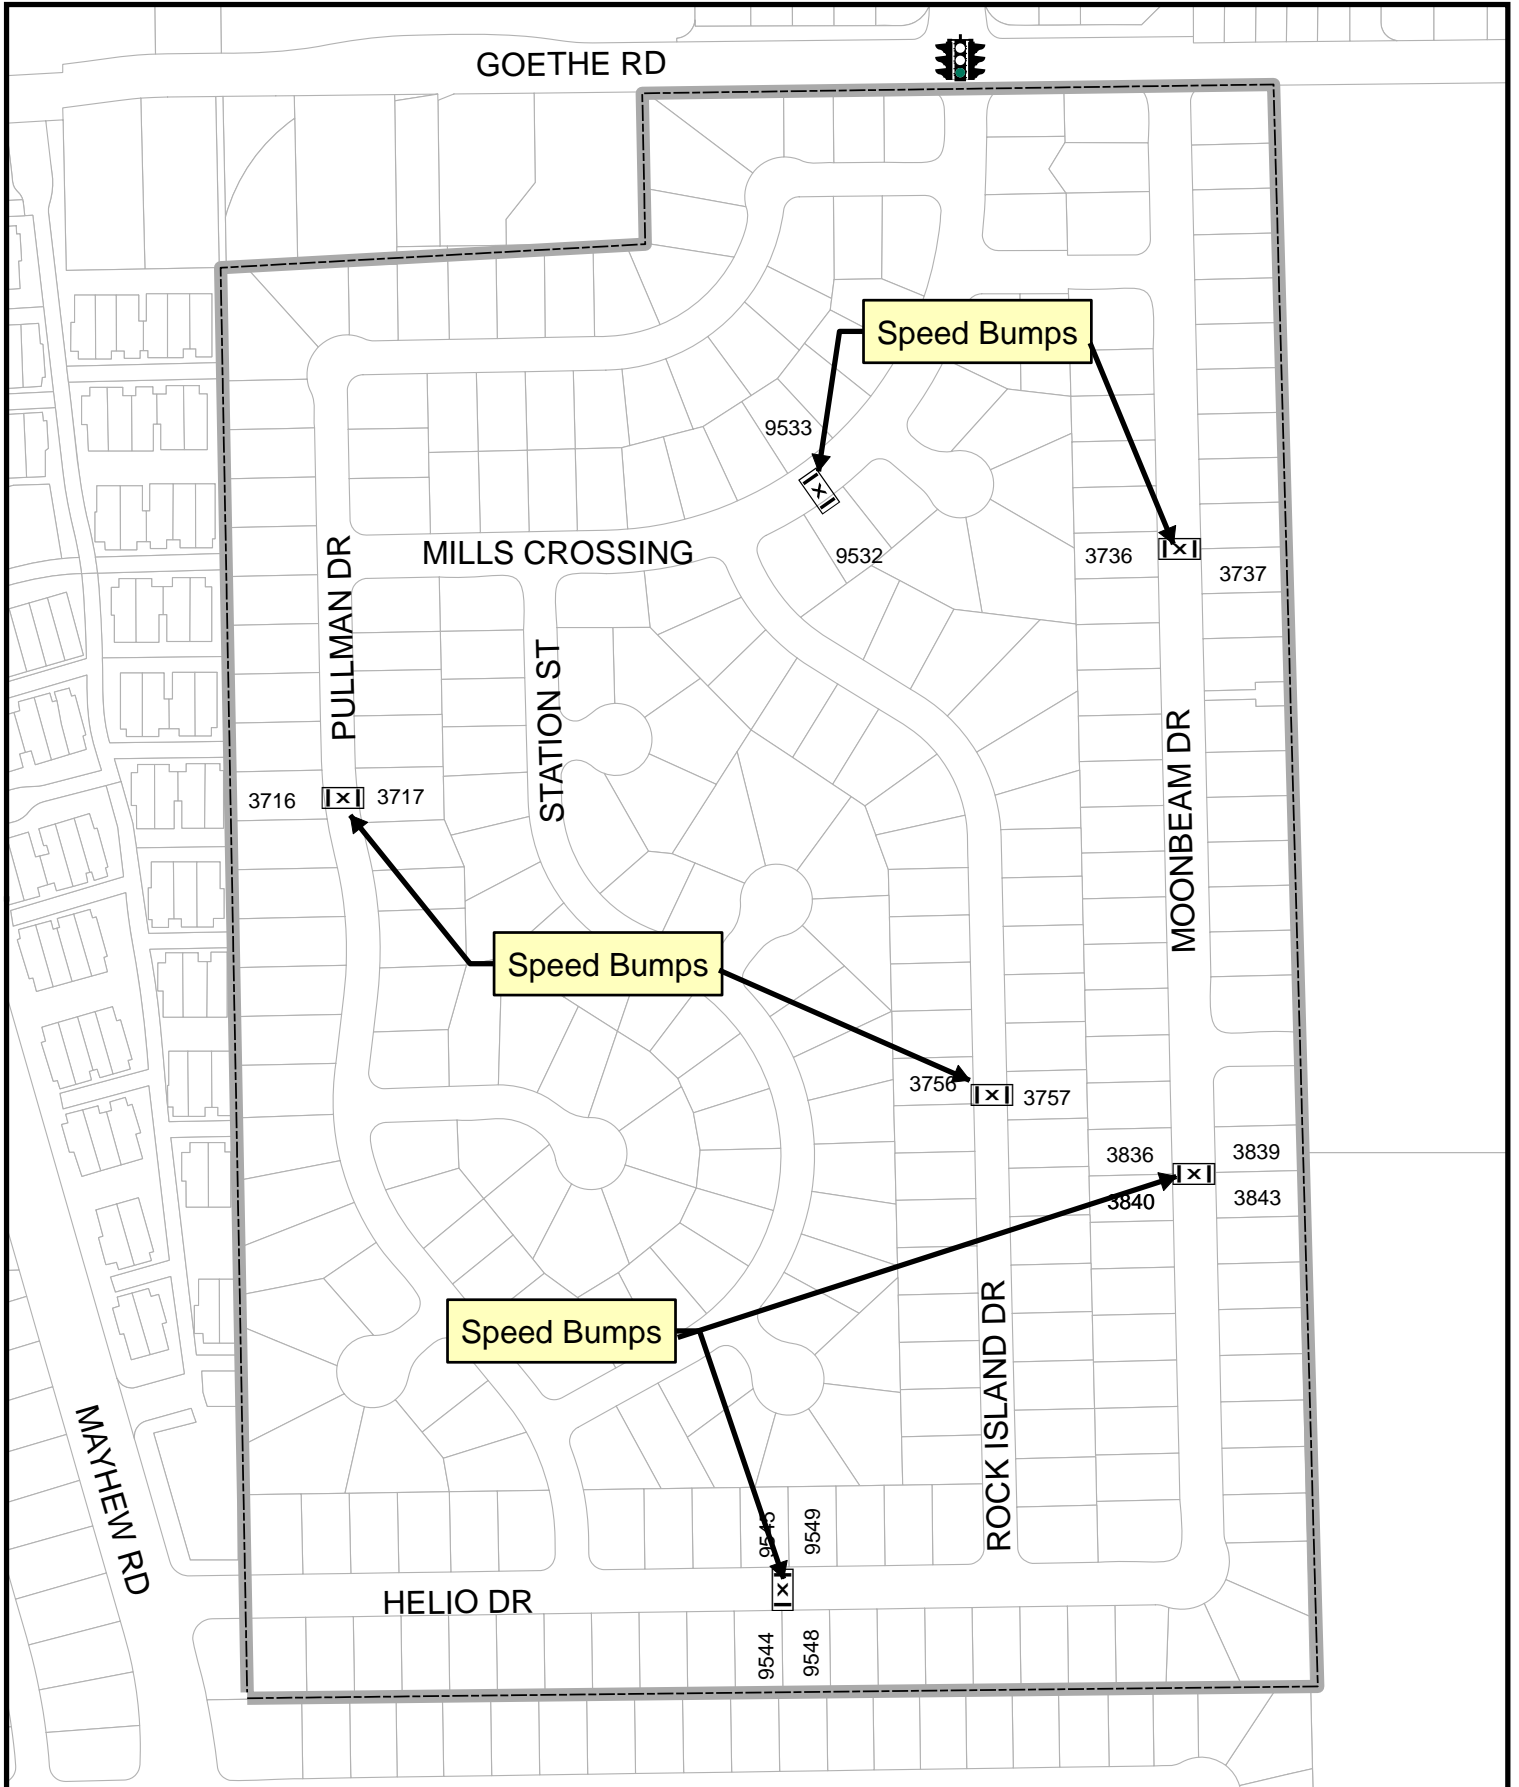 GOETHE RD
Speed Bumps
9533
MILLS CROSSING
9532
3736
3737
PULLMAN DR
STATION ST
MOONBEAM DR
3716
3717
Speed Bumps
3756
3757
3836
3839
3840
3843
ROCK ISLAND DR
Speed Bumps
MAYHEW RD
9545
9549
HELIO DR
9544
9548